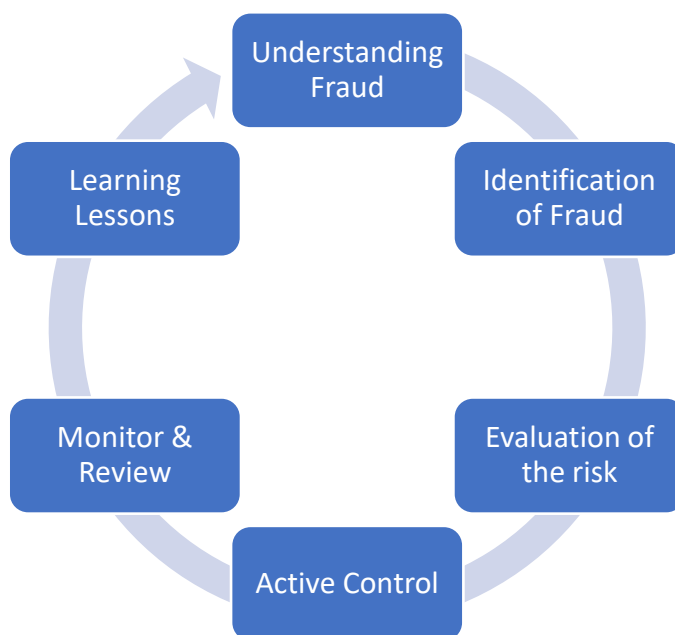 Understanding
Fraud
Identification
of Fraud
Evaluation of
the risk
Active Control
Monitor &
Review
Learning
Lessons